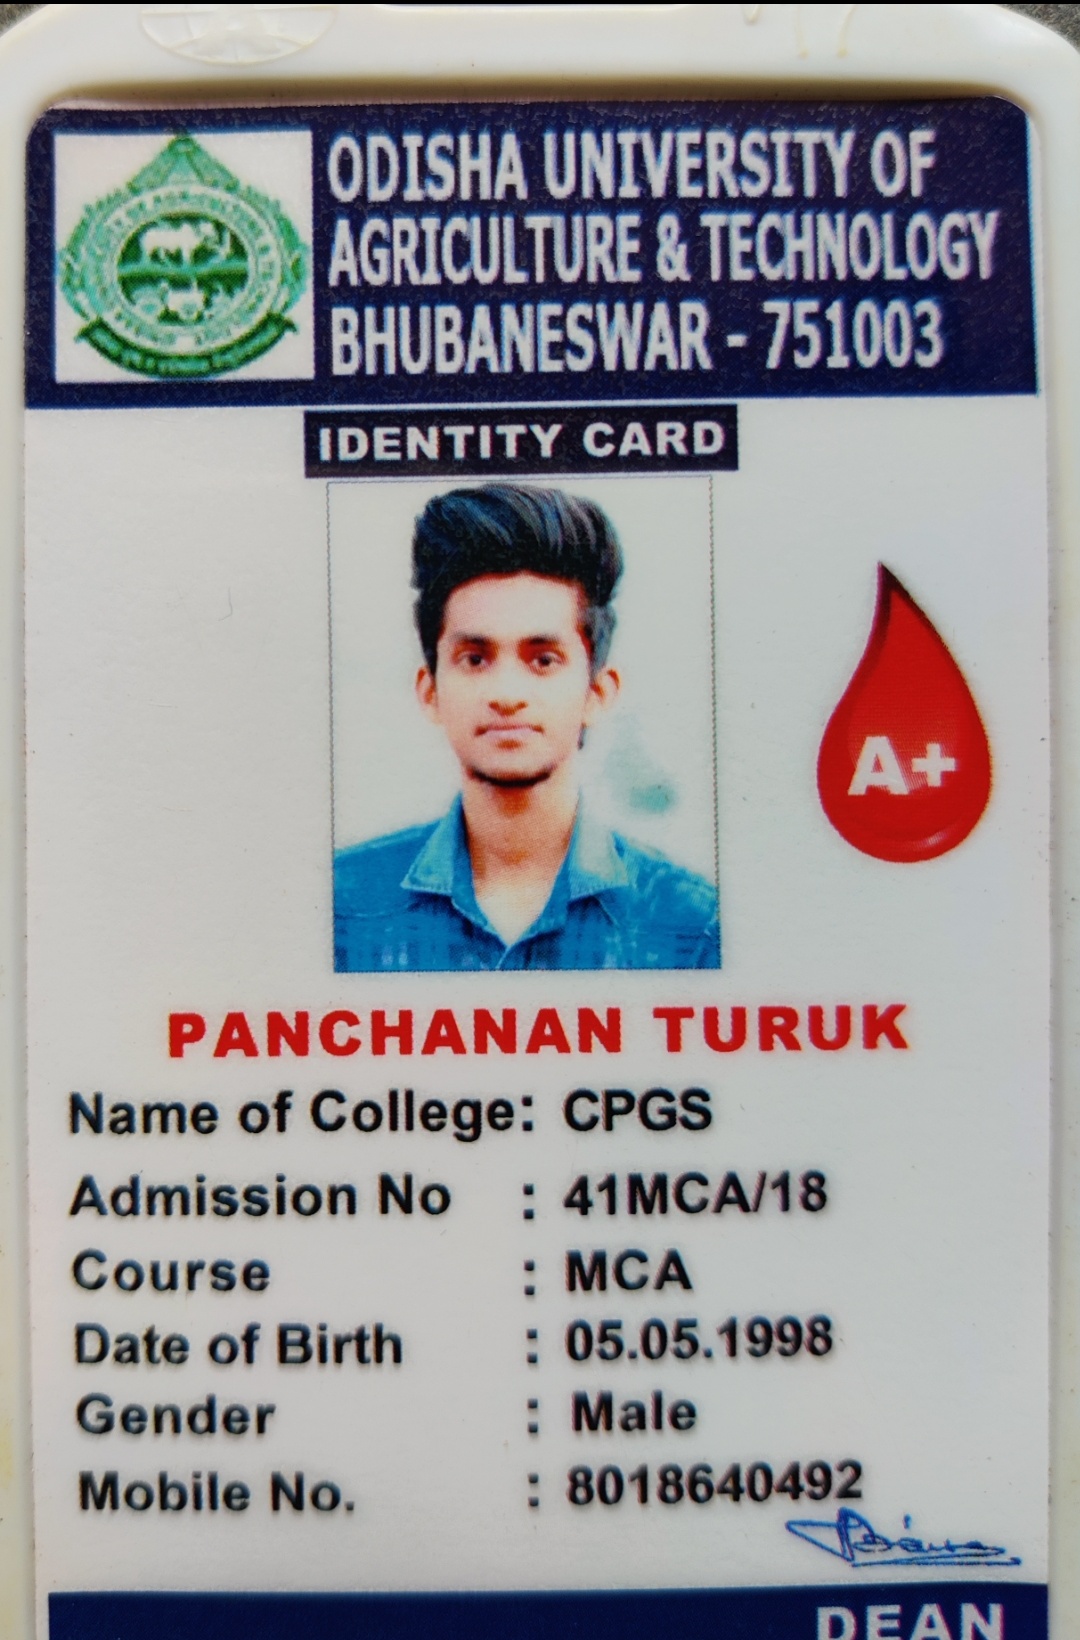 ODISHA UNIVERSITY OF
AGRICULTURE & TECHNOLOGY
BHUBANESWAR - 751003
IDENTITY CARD
A+
PANCHANAN TURUK
Name of College: CPGS
Admission No : 41MCA/18
Course : MCA
Date of Birth : 05.05.1998
Gender : Male
Mobile No. : 8018640492
DEAN